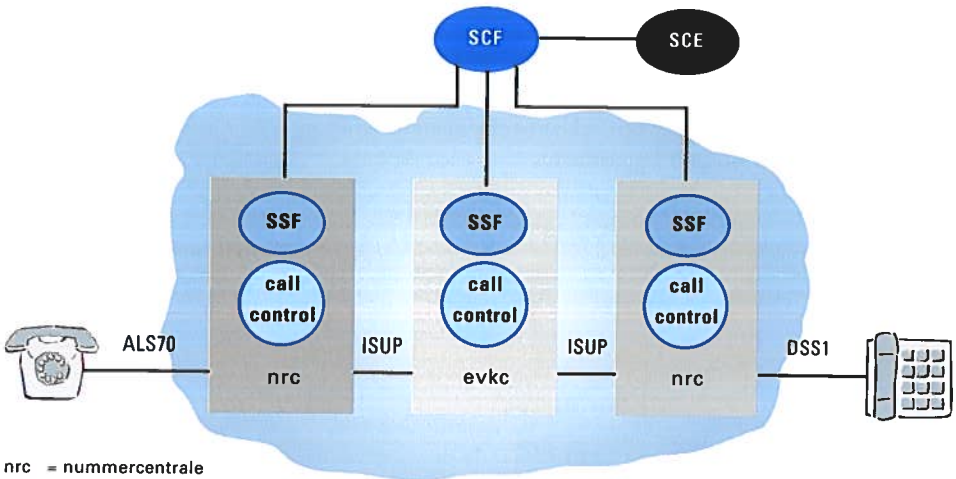 SCF
SCE
SSF
SSF
SSF
call
control
call
control
call
control
ALS70
ISUP
ISUP
DSS1
nrc
evkc
nrc
nrc = nummercentrale